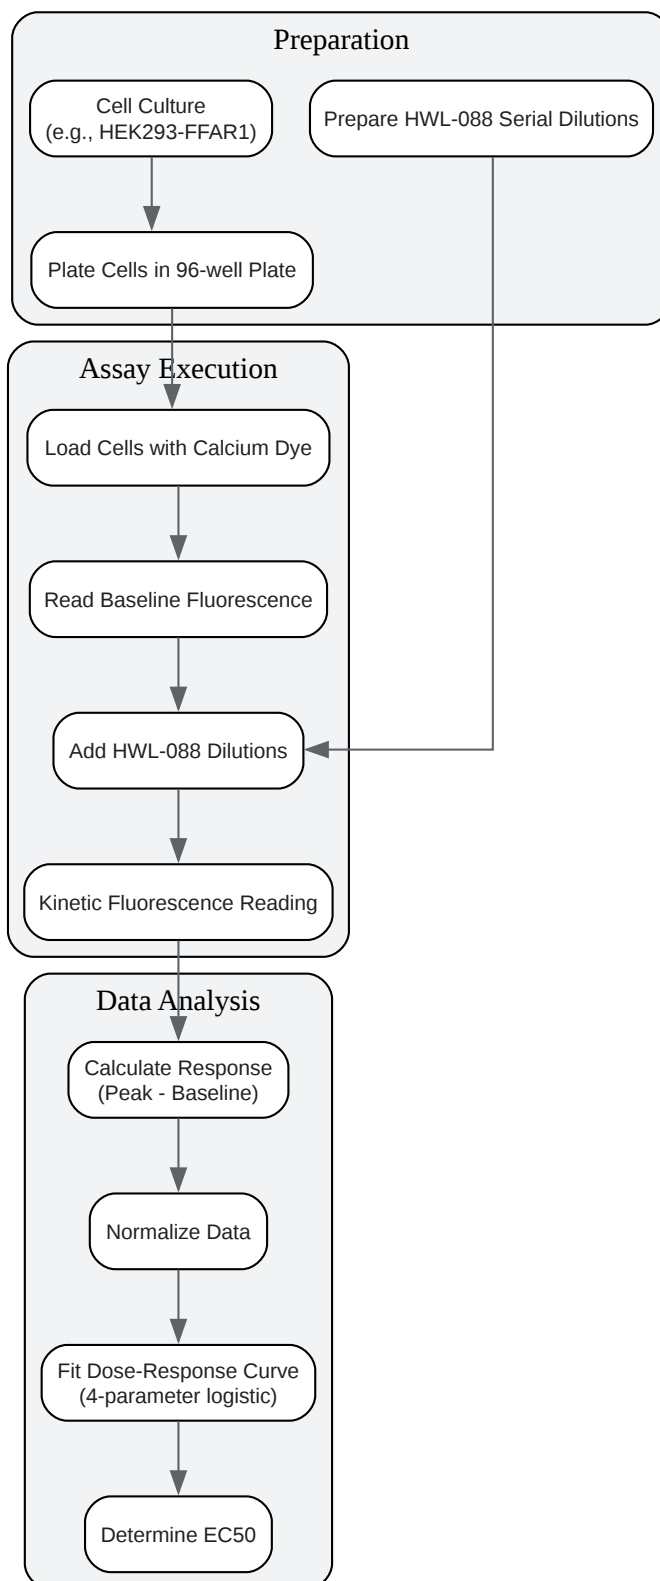 Preparation
Cell Culture
(e.g., HEK293-FFAR1)
Prepare HWL-088 Serial Dilutions
Plate Cells in 96-well Plate
Assay Execution
Load Cells with Calcium Dye
Read Baseline Fluorescence
Add HWL-088 Dilutions
Kinetic Fluorescence Reading
Data Analysis
Calculate Response
(Peak - Baseline)
Normalize Data
Fit Dose-Response Curve
(4-parameter logistic)
Determine EC50